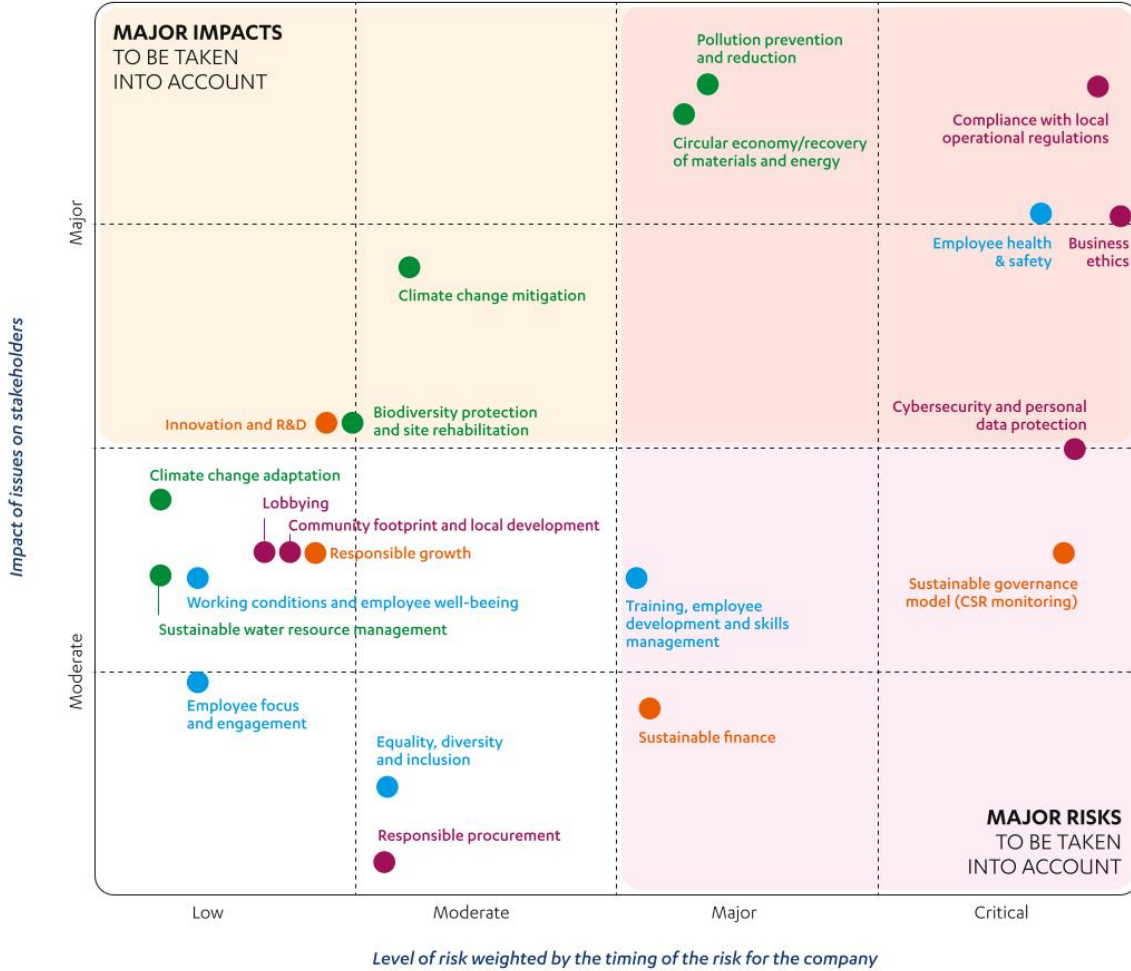 MAJOR IMPACTS
TO BE TAKEN
INTO ACCOUNT
Pollution prevention
and reduction
Circular economy/recovery
of materials and energy
Compliance with local
operational regulations
Employee health
& safety
Business
ethics
Climate change mitigation
Innovation and R&D
Biodiversity protection
and site rehabilitation
Cybersecurity and personal
data protection
Climate change adaptation
Lobbying
Community footprint and local development
Responsible growth
Working conditions and employee well-beeing
Sustainable water resource management
Training, employee
development and skills
management
Sustainable governance
model (CSR monitoring)
Employee focus
and engagement
Sustainable finance
Equality, diversity
and inclusion
Responsible procurement
MAJOR RISKS
TO BE TAKEN
INTO ACCOUNT
Major
Moderate
Impact of issues on stakeholders
Low
Moderate
Major
Critical
Level of risk weighted by the timing of the risk for the company